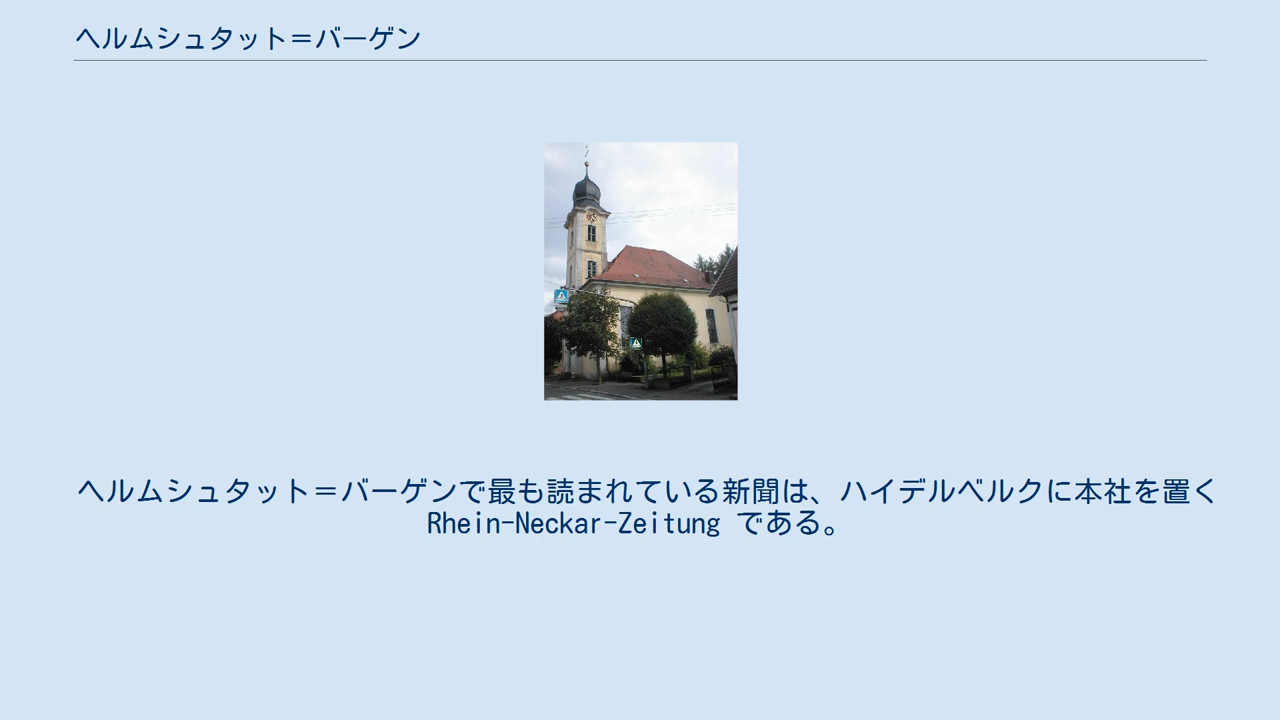 ヘルムシュタット＝バーゲン
ヘルムシュタット＝バーゲンで最も読まれている新聞は、ハイデルベルクに本社を置く
Rhein-Neckar-Zeitung である。